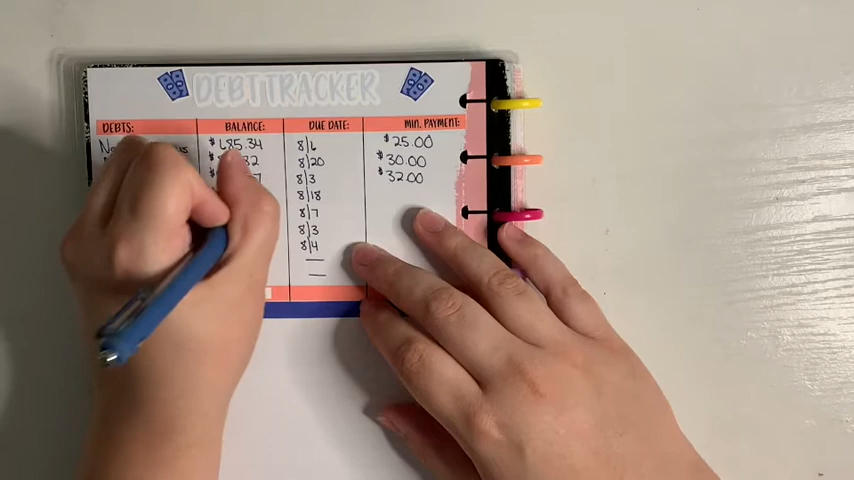 DEBT TRACKER
DEBTS: BALANCE: DUE DATE: MIN. PAYMENT:
$685.34 8/6 $25.00
8/20 $30.00
8/3 $32.00
8/18
8/7
8/3
8/4
—
—